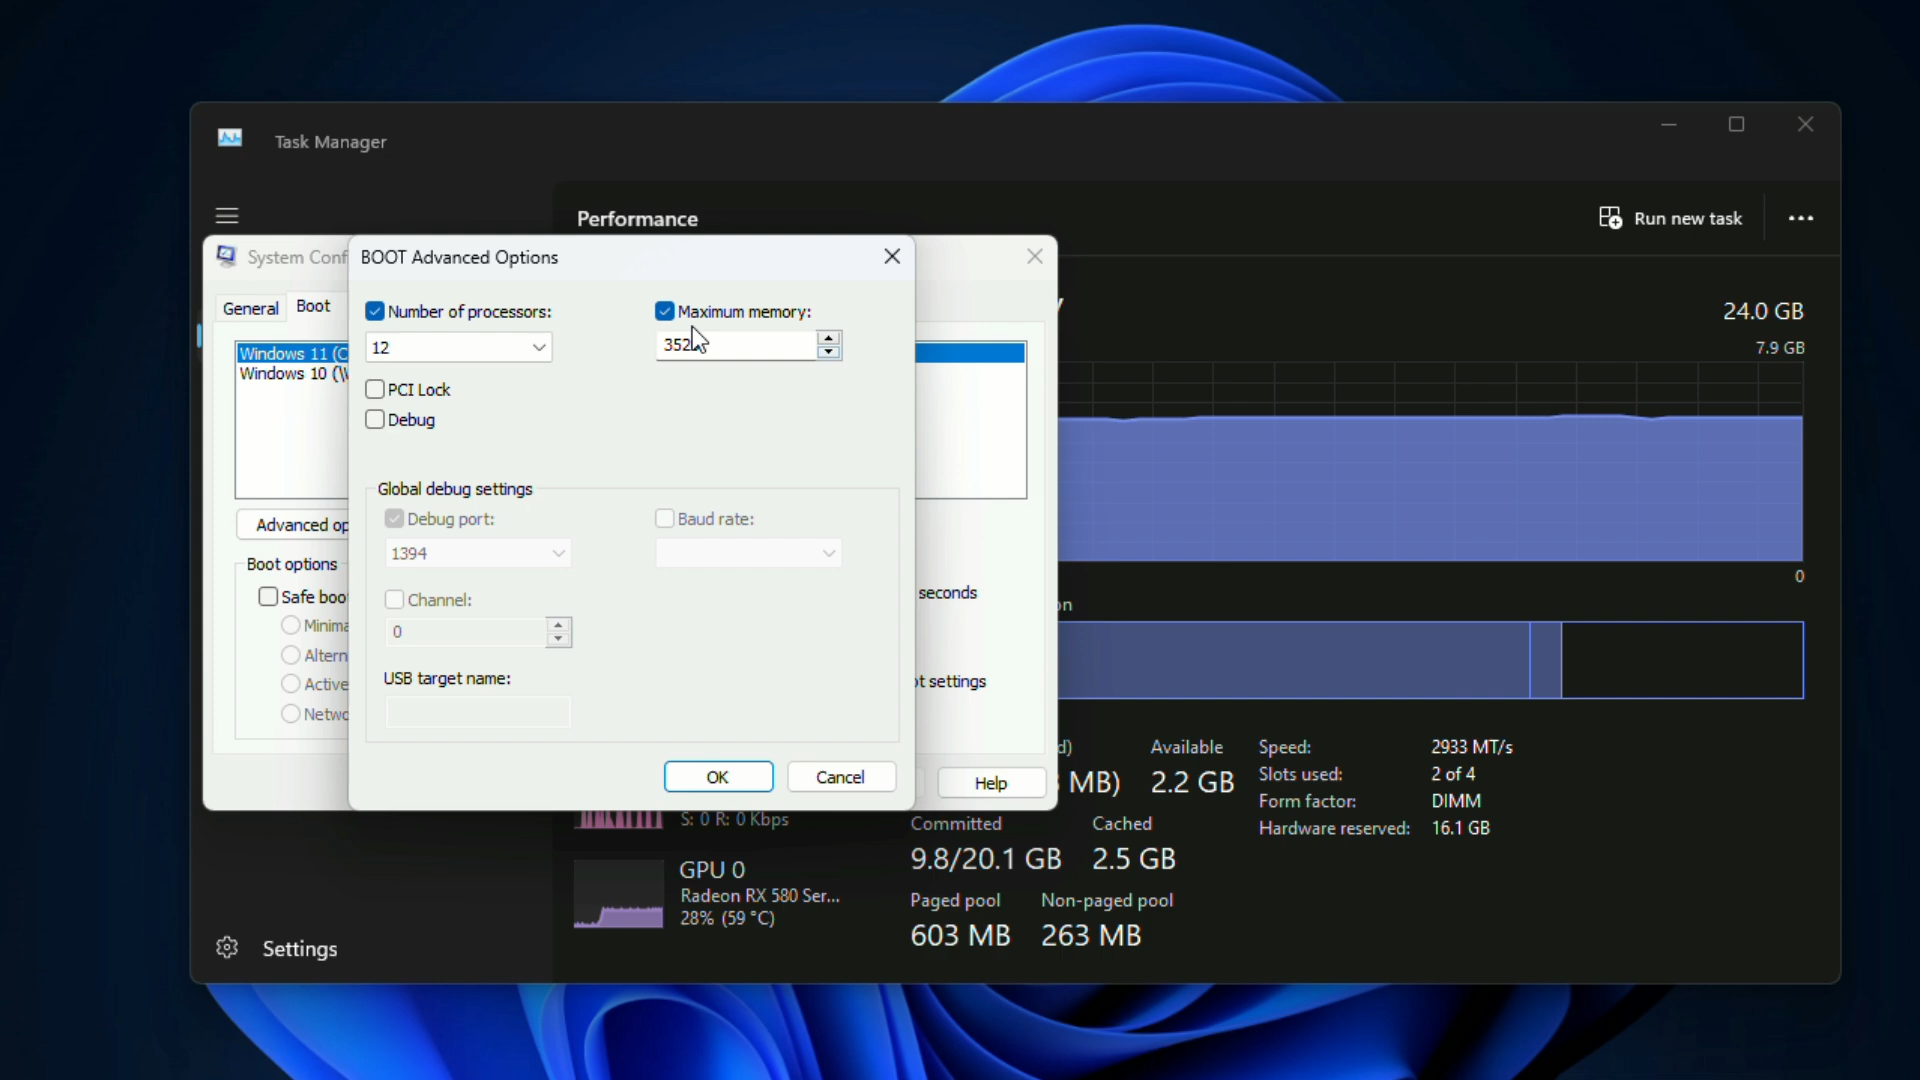 Task Manager
Performance
Run new task
System Conf
BOOT Advanced Options
General
Boot
Number of processors:
Maximum memory:
12
24.0 GB
7.9 GB
Windows 11 (C
Windows 10 (\
PCI Lock
Debug
Global debug settings
Debug port:
Baud rate:
1394
Advanced op
Boot options
0
Safe boo
Channel:
seconds
on
Minima
0
Altern
Active
USB target name:
ot settings
Netwo
OK
Cancel
Help
d)
Available
Speed:
2933 MT/s
MB)
2.2 GB
Slots used:
2 of 4
Form factor:
DIMM
S: 0 R: 0 Kbps
Committed
Cached
Hardware reserved:
16.1 GB
9.8/20.1 GB
2.5 GB
GPU 0
Radeon RX 580 Ser...
28% (59 °C)
Paged pool
Non-paged pool
603 MB
263 MB
Settings